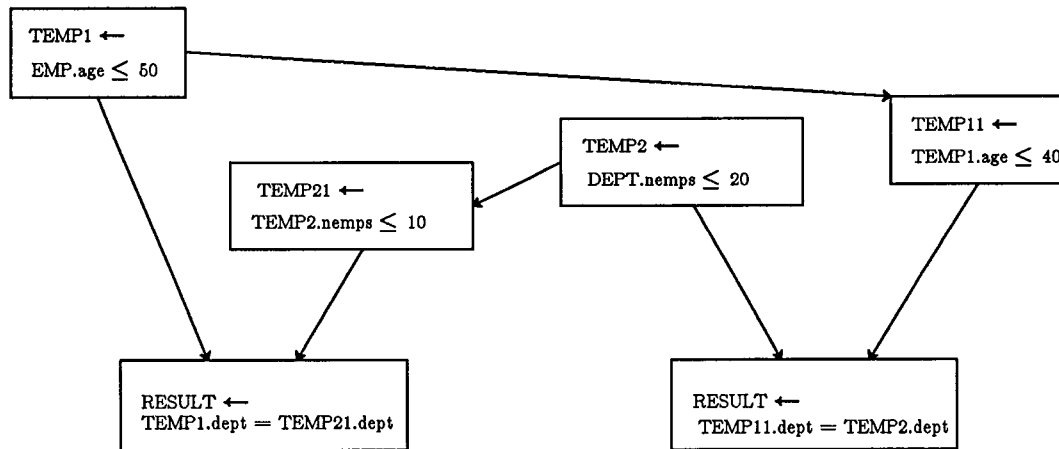 TEMP1 ←
EMP.age ≤ 50
TEMP11 ←
TEMP1.age ≤ 40
TEMP2 ←
DEPT.nemps ≤ 20
TEMP21 ←
TEMP2.nemps ≤ 10
RESULT ←
TEMP1.dept = TEMP21.dept
RESULT ←
TEMP11.dept = TEMP2.dept